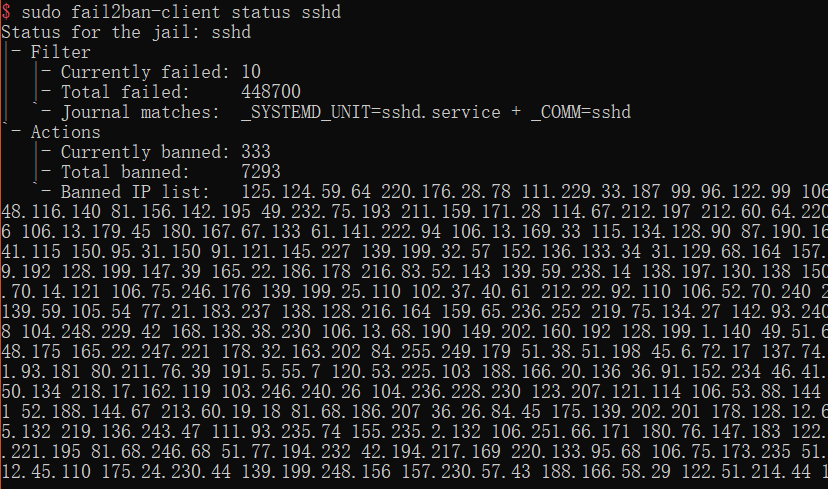 $ sudo fail2ban-client status sshd
Status for the jail: sshd
|- Filter
|  |- Currently failed: 10
|  |- Total failed:     448700
|  `- Journal matches:  _SYSTEMD_UNIT=sshd.service + _COMM=sshd
`- Actions
   |- Currently banned: 333
   |- Total banned:     7293
   `- Banned IP list:   125.124.59.64 220.176.28.78 111.229.33.187 99.96.122.99 106
48.116.140 81.156.142.195 49.232.75.193 211.159.171.28 114.67.212.197 212.60.64.220
6 106.13.179.45 180.167.67.133 61.141.222.94 106.13.169.33 115.134.128.90 87.190.16
41.115 150.95.31.150 91.121.145.227 139.199.32.57 152.136.133.34 31.129.68.164 157.
9.192 128.199.147.39 165.22.186.178 216.83.52.143 139.59.238.14 138.197.130.138 150
.70.14.121 106.75.246.176 139.199.25.110 102.37.40.61 212.22.92.110 106.52.70.240 2
139.59.105.54 77.21.183.237 138.128.216.164 159.65.236.252 219.75.134.27 142.93.240
8 104.248.229.42 168.138.38.230 106.13.68.190 149.202.160.192 128.199.1.140 49.51.6
48.175 165.22.247.221 178.32.163.202 84.255.249.179 51.38.51.198 45.6.72.17 137.74.
1.93.181 80.211.76.39 191.5.55.7 120.53.225.103 188.166.20.136 36.91.152.234 46.41.
50.134 218.17.162.119 103.246.240.26 104.236.228.230 123.207.121.114 106.53.88.144
1 52.188.144.67 213.60.19.18 81.68.186.207 36.26.84.45 175.139.202.201 178.128.12.6
5.132 219.136.243.47 111.93.235.74 155.235.2.132 106.251.66.171 180.76.147.183 122.
.221.195 81.68.246.68 51.77.194.232 42.194.217.169 220.133.95.68 106.75.173.235 51.
12.45.110 175.24.230.44 139.199.248.156 157.230.57.43 188.166.58.29 122.51.214.44 1